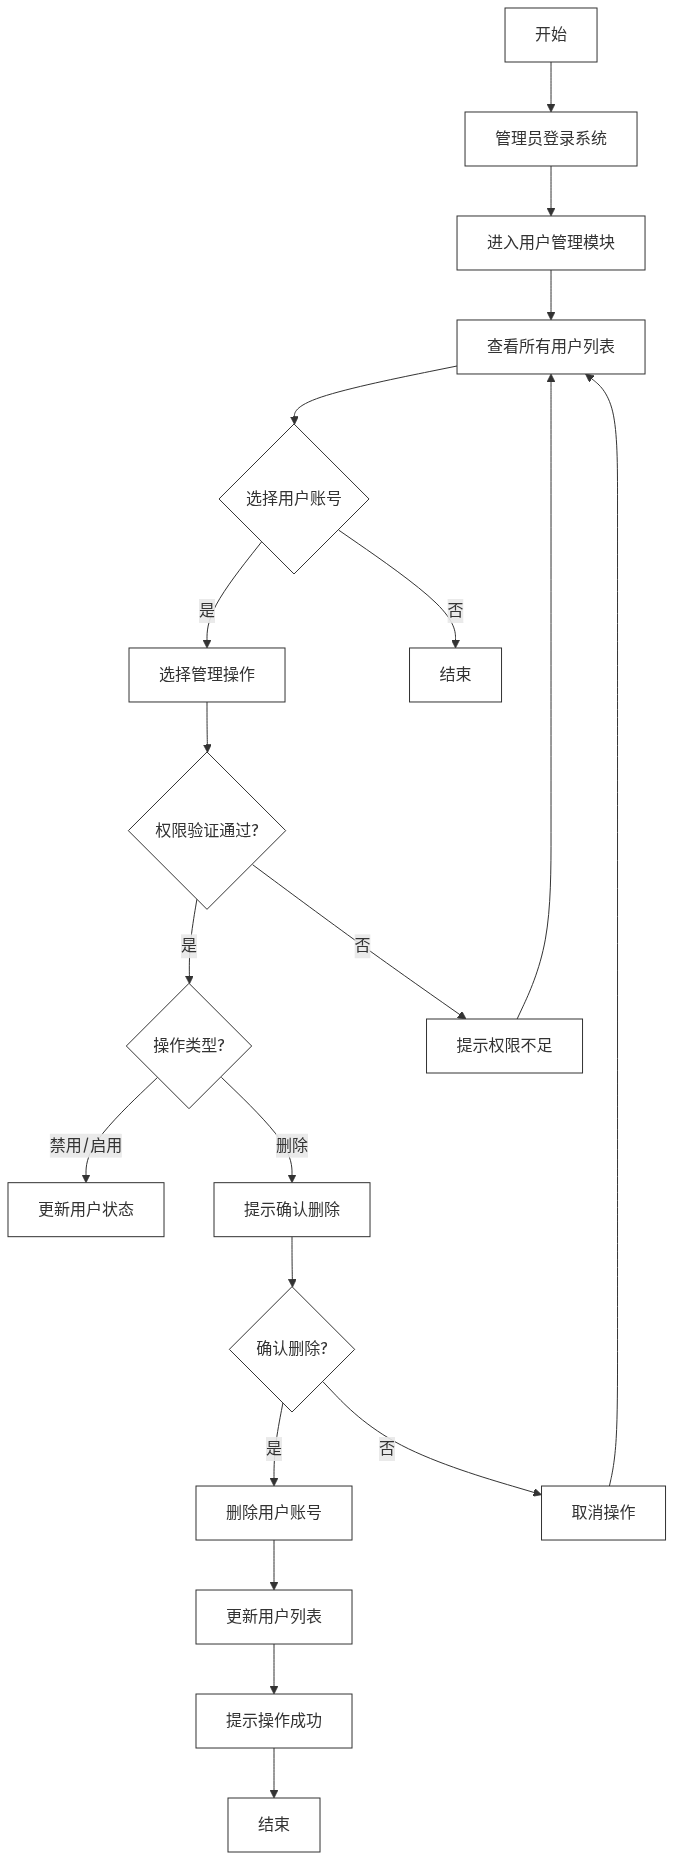 开始
管理员登录系统
进入用户管理模块
查看所有用户列表
选择用户账号
是
否
选择管理操作
结束
权限验证通过?
是
否
操作类型?
提示权限不足
禁用/启用
删除
更新用户状态
提示确认删除
确认删除?
是
否
删除用户账号
取消操作
更新用户列表
提示操作成功
结束